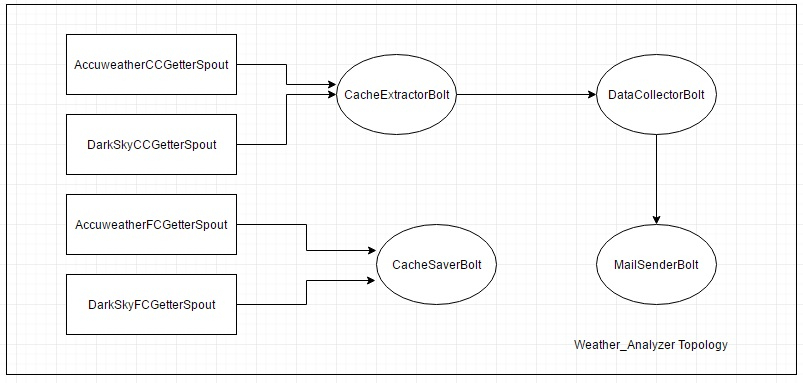 AccuweatherCCGetterSpout
CacheExtractorBolt
DataCollectorBolt
DarkSkyCCGetterSpout
AccuweatherFCGetterSpout
CacheSaverBolt
MailSenderBolt
DarkSkyFCGetterSpout
Weather_Analyzer Topology